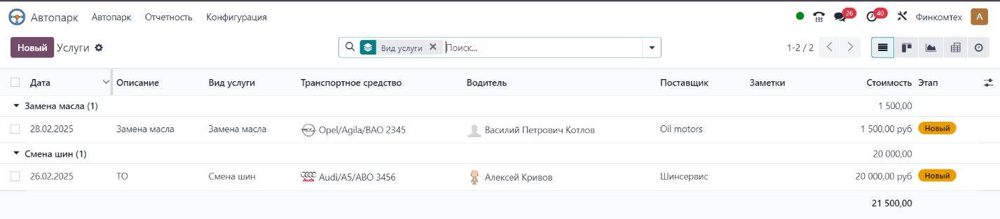 Автопарк Автопарк Отчетность Конфигурация 26 40 Финкомтех A
Новый Услуги Вид услуги Поиск... 1-2 / 2
Дата Описание Вид услуги Транспортное средство Водитель Поставщик Заметки Стоимость Этап
Замена масла (1) 1 500,00
28.02.2025 Замена масла Замена масла Opel/Agila/BAO 2345 Василий Петрович Котлов Oil motors 1 500,00 руб Новый
Смена шин (1) 20 000,00
26.02.2025 ТО Смена шин Audi Audi/A5/ABO 3456 Алексей Кривов Шинсервис 20 000,00 руб Новый
21 500,00